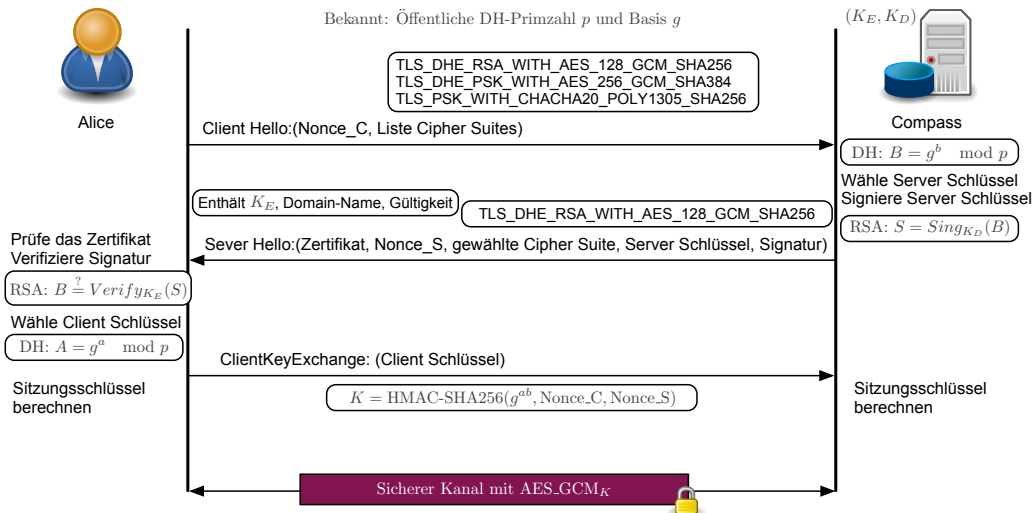 Bekannt: Öffentliche DH-Primzahl p und Basis g
(K_E, K_D)
TLS_DHE_RSA_WITH_AES_128_GCM_SHA256
TLS_DHE_PSK_WITH_AES_256_GCM_SHA384
TLS_PSK_WITH_CHACHA20_POLY1305_SHA256
Alice
Compass
Client Hello:(Nonce_C, Liste Cipher Suites)
DH: B = g^b mod p
Wähle Server Schlüssel
Signiere Server Schlüssel
Enthält K_E, Domain-Name, Gültigkeit
TLS_DHE_RSA_WITH_AES_128_GCM_SHA256
RSA: S = Sing_{K_D}(B)
Sever Hello:(Zertifikat, Nonce_S, gewählte Cipher Suite, Server Schlüssel, Signatur)
Prüfe das Zertifikat
Verifiziere Signatur
RSA: B ≟ Verify_{K_E}(S)
Wähle Client Schlüssel
DH: A = g^a mod p
ClientKeyExchange: (Client Schlüssel)
Sitzungsschlüssel
berechnen
K = HMAC-SHA256(g^{ab}, Nonce_C, Nonce_S)
Sitzungsschlüssel
berechnen
Sicherer Kanal mit AES_GCM_K